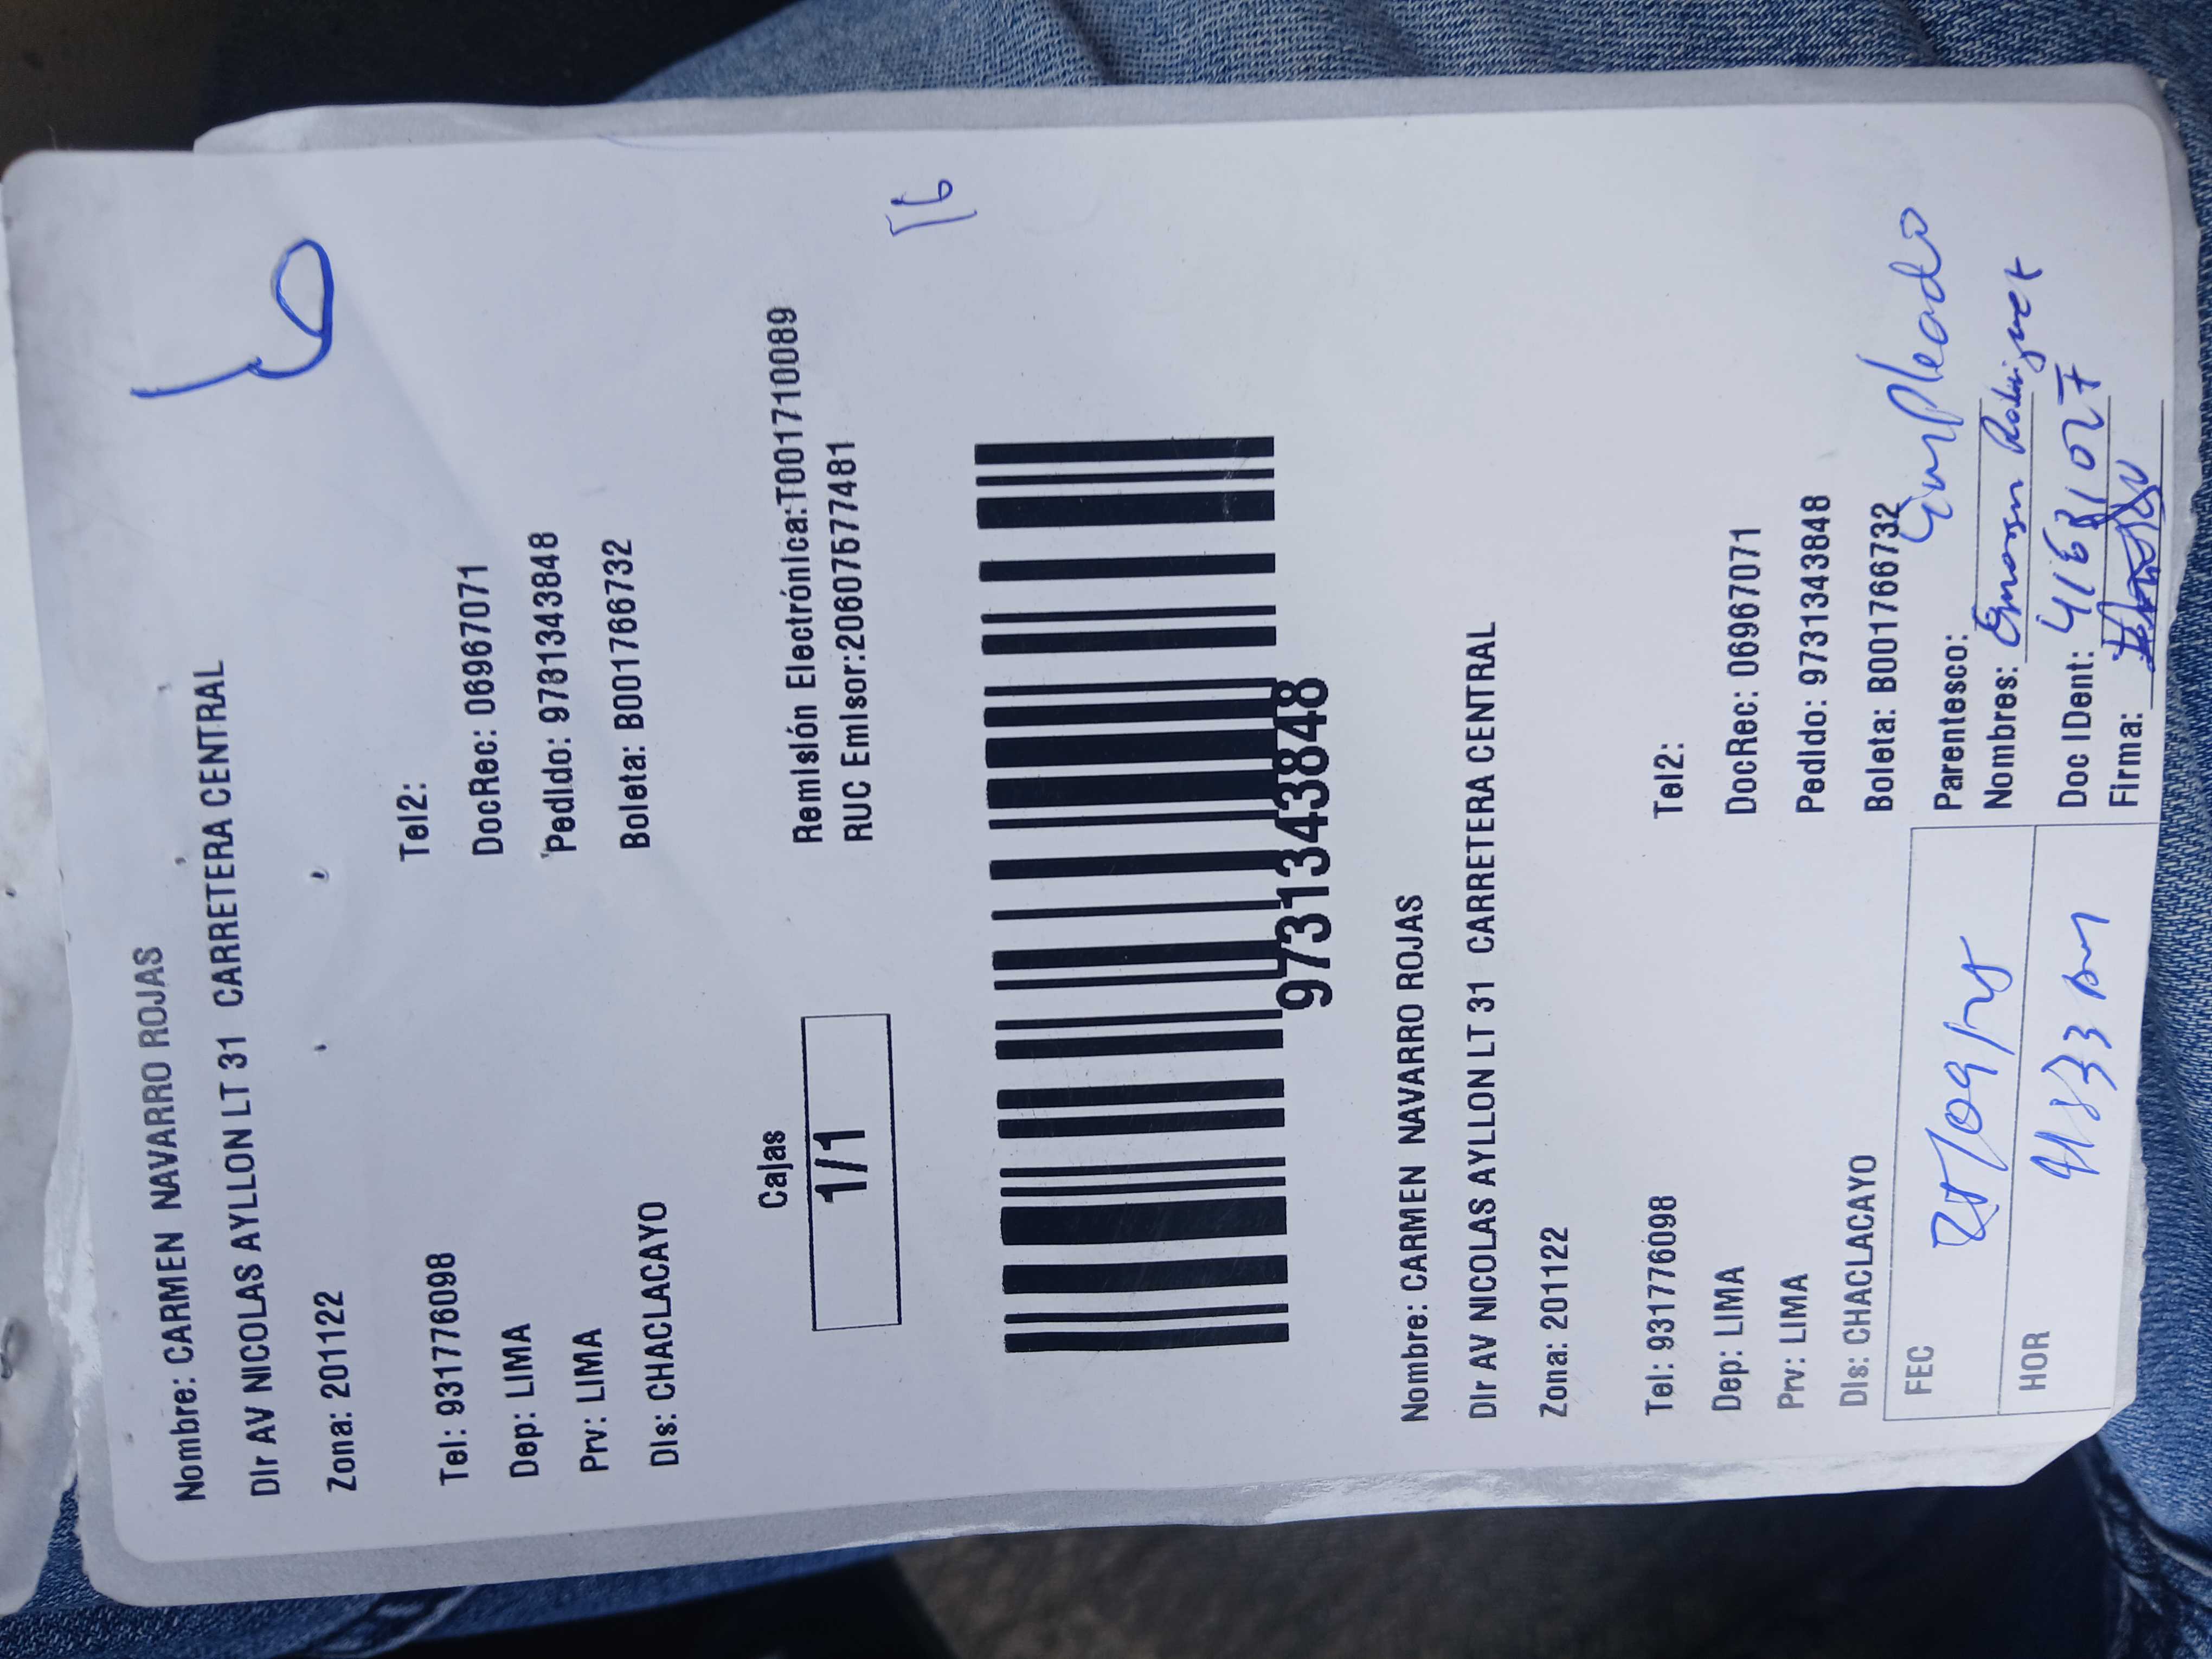 Nombre: CARMEN NAVARRO ROJAS
DIr AV NICOLAS AYLLON LT 31 CARRETERA CENTRAL
Zona: 201122
Tel: 931776098 Tel2:
Dep: LIMA DocRec: 06967071
Prv: LIMA PedIdo: 9731343848
DIs: CHACLACAYO Boleta: B001766732
Cajas
1/1
RemIsIón Electrónica:T001710089
RUC EmIsor:20607577481
16
9731343848
Nombre: CARMEN NAVARRO ROJAS
DIr AV NICOLAS AYLLON LT 31 CARRETERA CENTRAL
Zona: 201122
Tel: 931776098 Tel2:
Dep: LIMA DocRec: 06967071
Prv: LIMA PedIdo: 9731343848
DIs: CHACLACAYO Boleta: B001766732
FEC
HOR
Parentesco: Empleado
Nombres:
Doc IDent: 41631027
Firma: